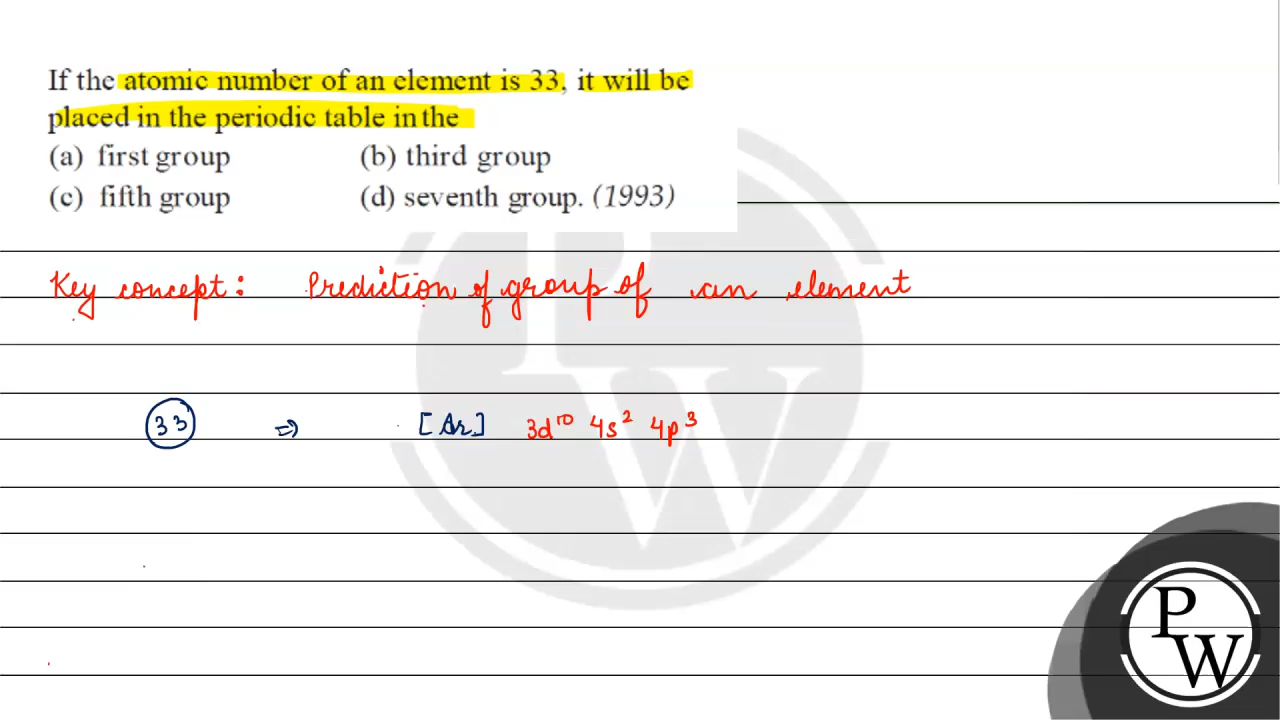 If the atomic number of an element is 33, it will be
placed in the periodic table in the
(a) first group (b) third group
(c) fifth group (d) seventh group. (1993)
Key concept: Prediction of group of an element
33 ⇒ [Ar] 3d¹⁰ 4s² 4p³
P
W